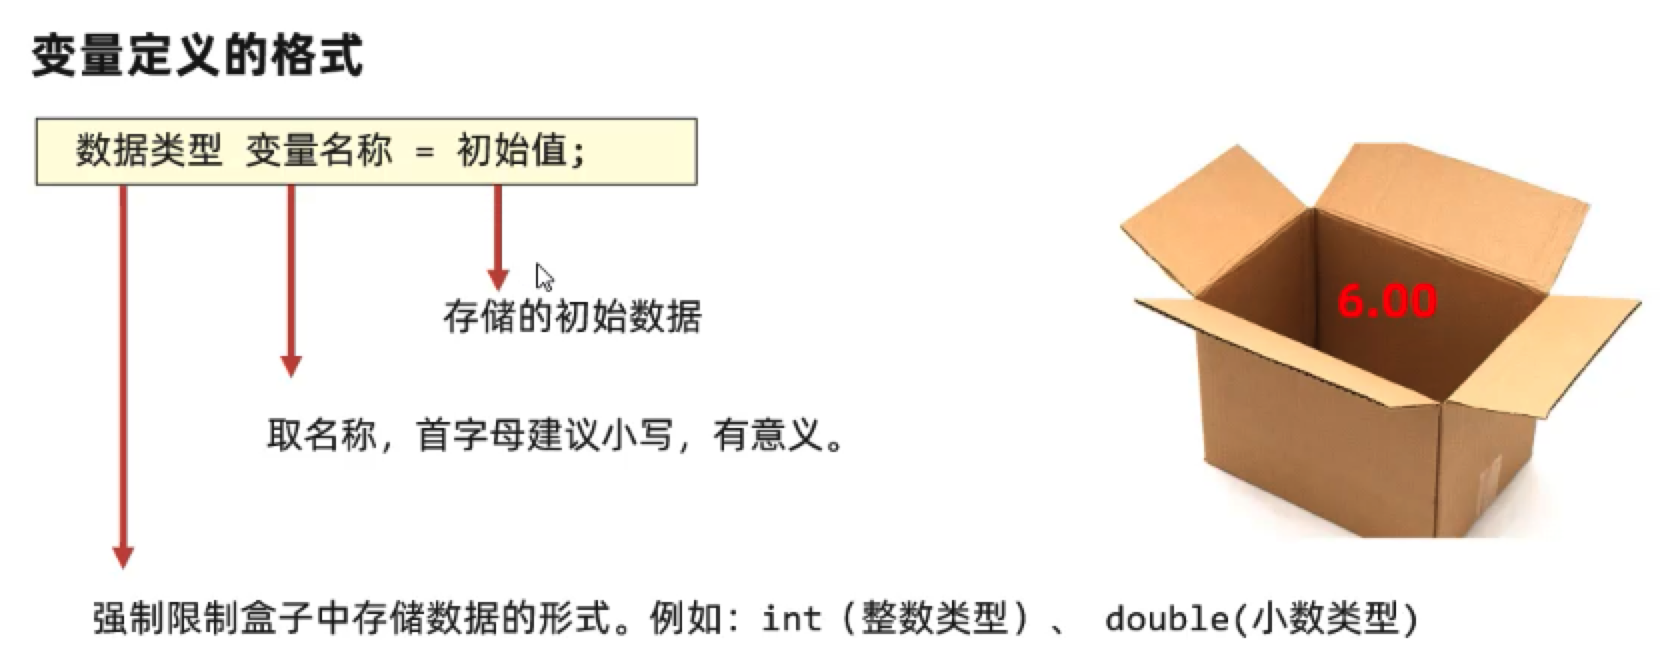 变量定义的格式
数据类型 变量名称 = 初始值;
存储的初始数据
6.00
取名称，首字母建议小写，有意义。
强制限制盒子中存储数据的形式。例如：int（整数类型）、 double(小数类型)